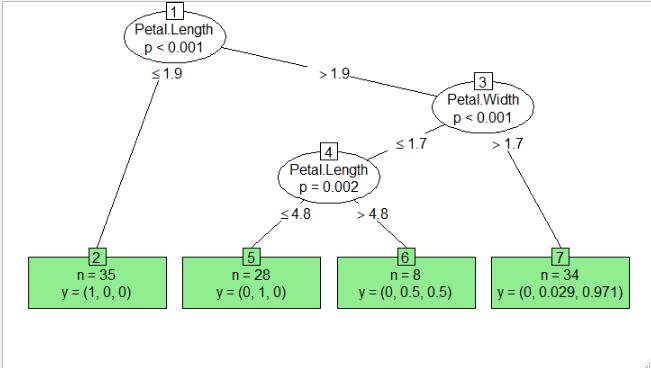 1
Petal.Length
p < 0.001
≤ 1.9
> 1.9
3
Petal.Width
p < 0.001
≤ 1.7
> 1.7
4
Petal.Length
p = 0.002
≤ 4.8
> 4.8
2
n = 35
y = (1, 0, 0)
5
n = 28
y = (0, 1, 0)
6
n = 8
y = (0, 0.5, 0.5)
7
n = 34
y = (0, 0.029, 0.971)